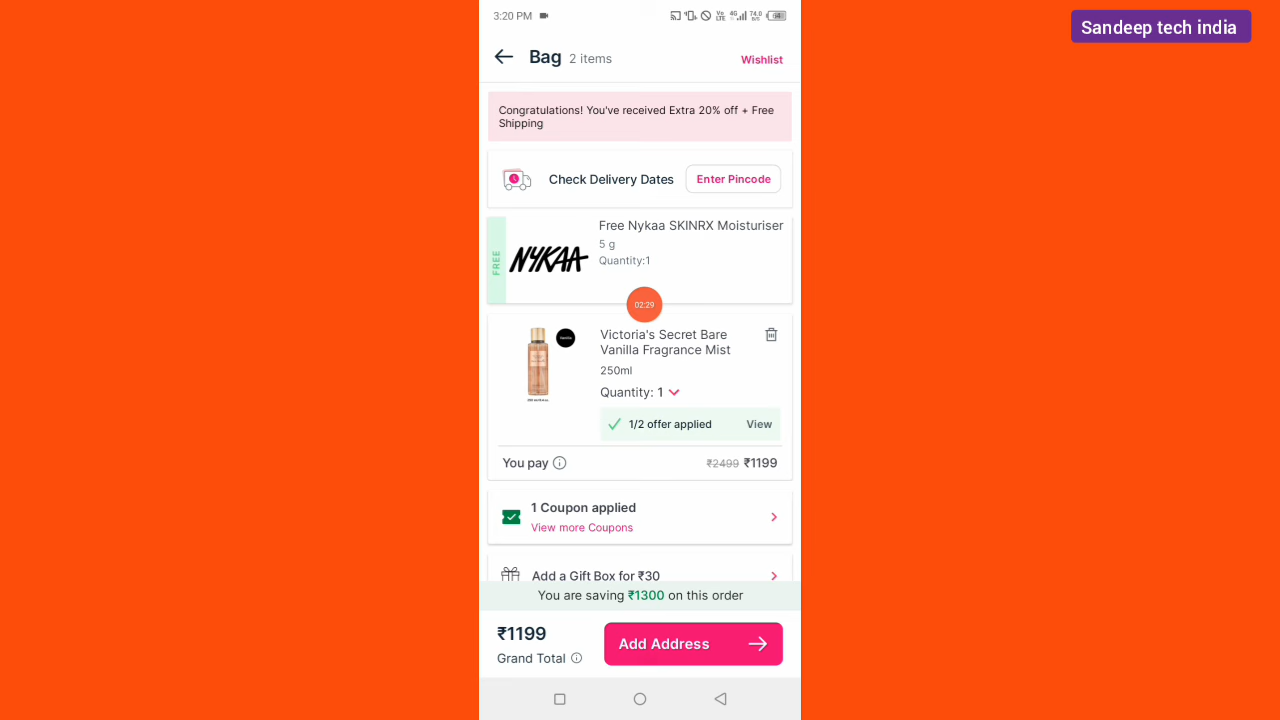 3:20 PM
Sandeep tech india
Bag 2 items
Wishlist
Congratulations! You've received Extra 20% off + Free
Shipping
Check Delivery Dates
Enter Pincode
FREE
NYKAA
Free Nykaa SKINRX Moisturiser
5 g
Quantity:1
02:29
Victoria's Secret Bare
Vanilla Fragrance Mist
250ml
Quantity: 1
1/2 offer applied View
You pay ₹2499 ₹1199
1 Coupon applied
View more Coupons
Add a Gift Box for ₹30
You are saving ₹1300 on this order
₹1199
Grand Total
Add Address